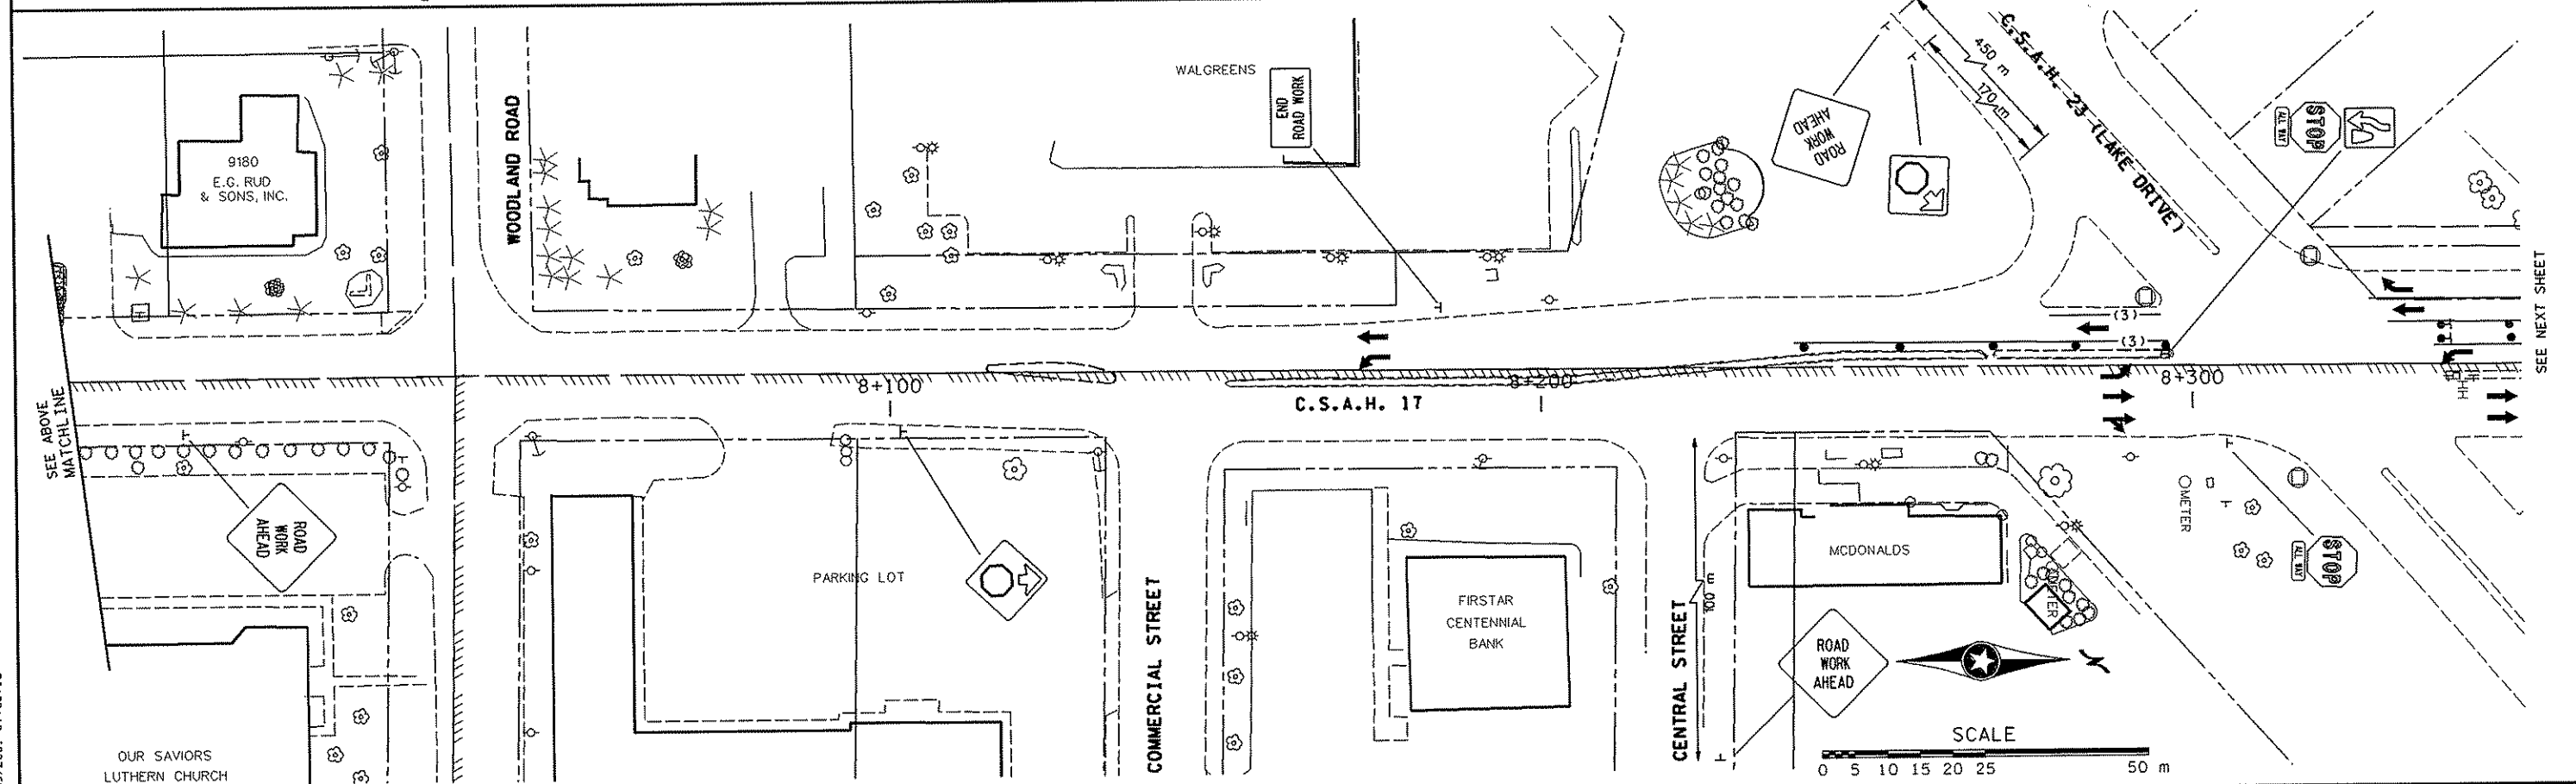 WALGREENS
END
ROAD WORK
WOODLAND ROAD
9180
E.G. RUD
& SONS, INC.
ROAD
WORK
AHEAD
450 m
170 m
C.S.A.H. 23 (LAKE DRIVE)
STOP
ALL WAY
(3)
(3)
SEE NEXT SHEET
8+100
8+200
8+300
C.S.A.H. 17
SEE ABOVE
MATCHLINE
ROAD
WORK
AHEAD
PARKING LOT
COMMERCIAL STREET
FIRSTAR
CENTENNIAL
BANK
CENTRAL STREET
100 m
MCDONALDS
METER
STOP
ALL WAY
ROAD
WORK
AHEAD
N
SCALE
0 5 10 15 20 25 50 m
OUR SAVIORS
LUTHERN CHURCH